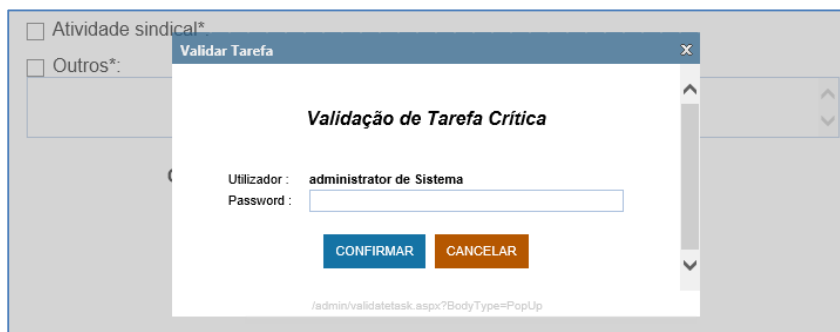 Atividade sindical*:
Outros*:
Validar Tarefa
x
Validação de Tarefa Crítica
Utilizador : administrator de Sistema
Password :
CONFIRMAR CANCELAR
/admin/validatetask.aspx?BodyType=PopUp